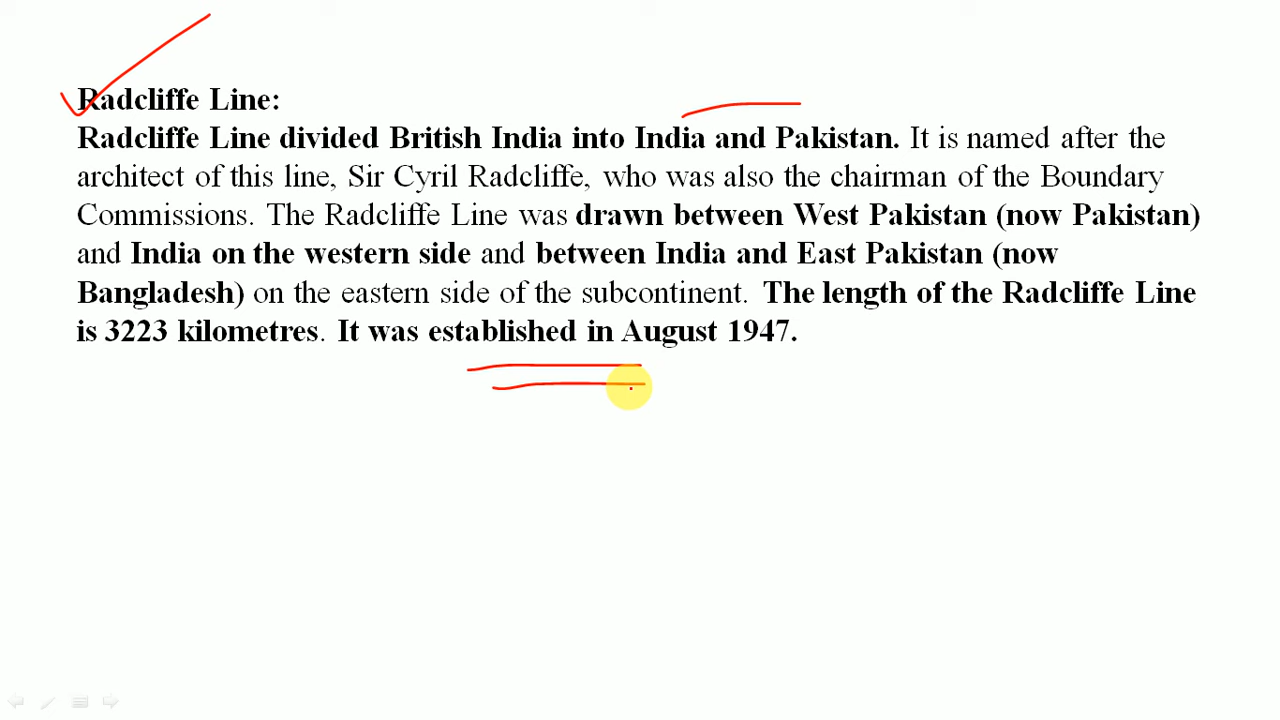 Radcliffe Line:
Radcliffe Line divided British India into India and Pakistan. It is named after the
architect of this line, Sir Cyril Radcliffe, who was also the chairman of the Boundary
Commissions. The Radcliffe Line was drawn between West Pakistan (now Pakistan)
and India on the western side and between India and East Pakistan (now
Bangladesh) on the eastern side of the subcontinent. The length of the Radcliffe Line
is 3223 kilometres. It was established in August 1947.